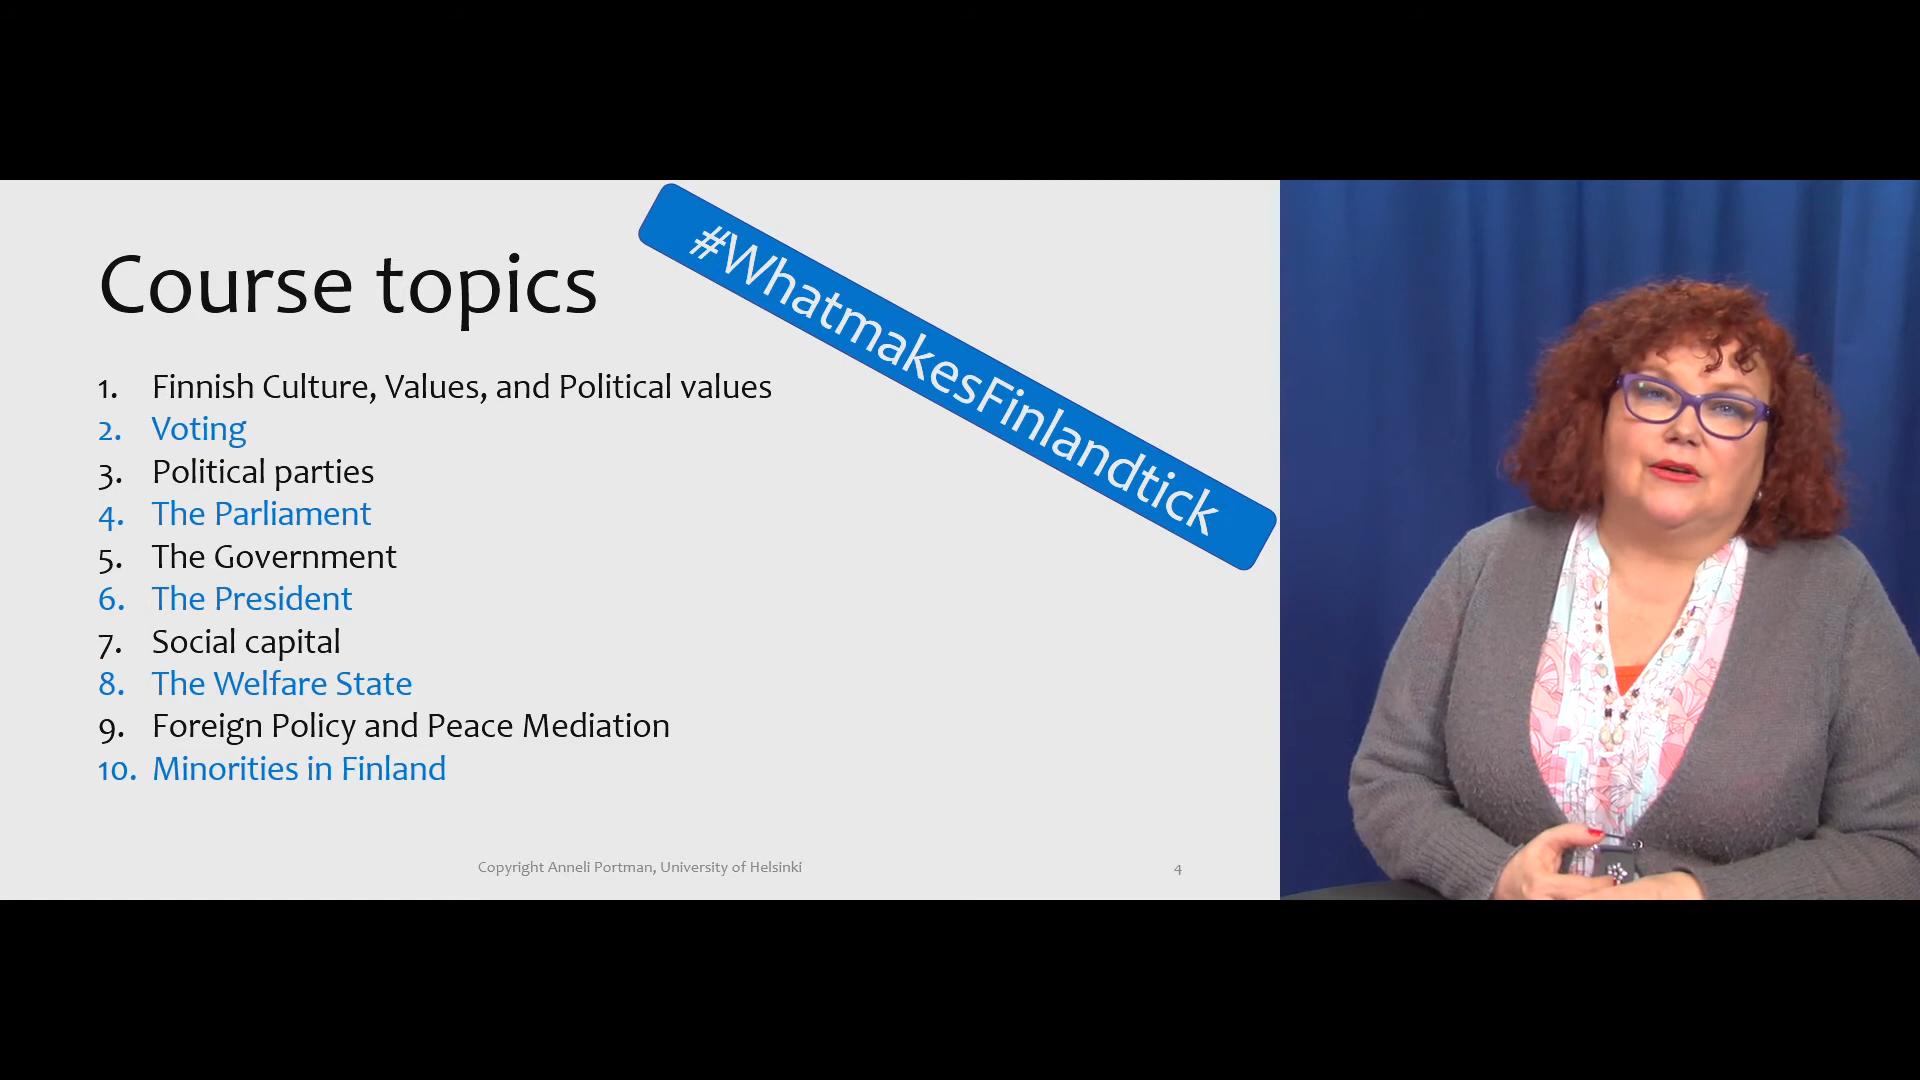 Course topics
#WhatmakesFinlandtick
1. Finnish Culture, Values, and Political values
2. Voting
3. Political parties
4. The Parliament
5. The Government
6. The President
7. Social capital
8. The Welfare State
9. Foreign Policy and Peace Mediation
10. Minorities in Finland
Copyright Anneli Portman, University of Helsinki
4